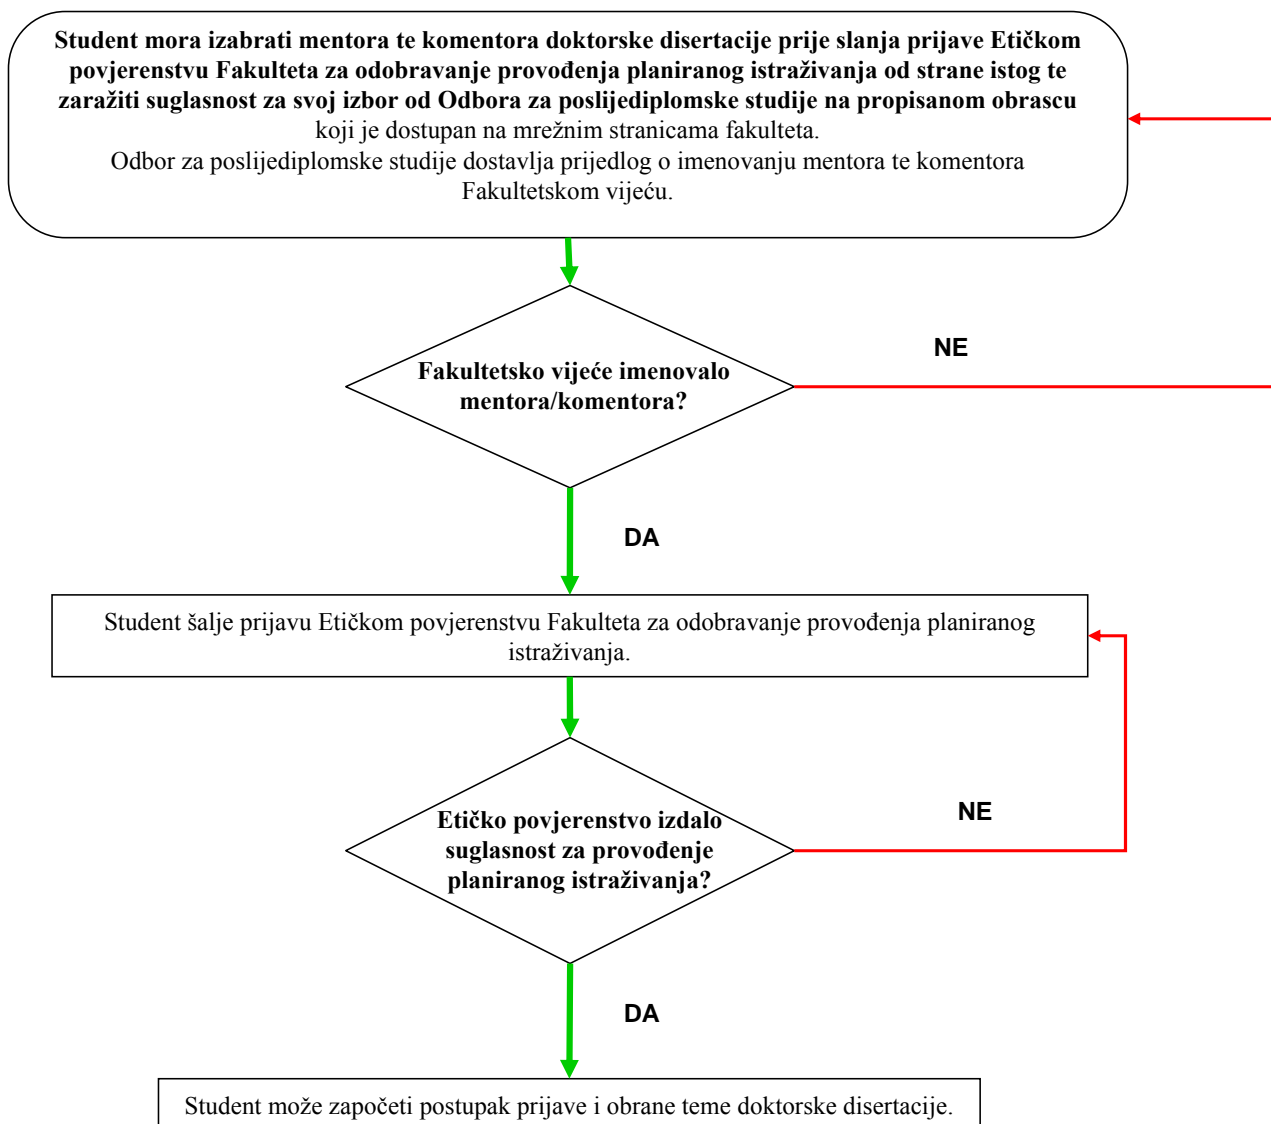 Student mora izabrati mentora te komentora doktorske disertacije prije slanja prijave Etičkom
povjerenstvu Fakulteta za odobravanje provođenja planiranog istraživanja od strane istog te
zaražiti suglasnost za svoj izbor od Odbora za poslijediplomske studije na propisanom obrascu
koji je dostupan na mrežnim stranicama fakulteta.
Odbor za poslijediplomske studije dostavlja prijedlog o imenovanju mentora te komentora
Fakultetskom vijeću.
NE
Fakultetsko vijeće imenovalo
mentora/komentora?
DA
Student šalje prijavu Etičkom povjerenstvu Fakulteta za odobravanje provođenja planiranog
istraživanja.
NE
Etičko povjerenstvo izdalo
suglasnost za provođenje
planiranog istraživanja?
DA
Student može započeti postupak prijave i obrane teme doktorske disertacije.